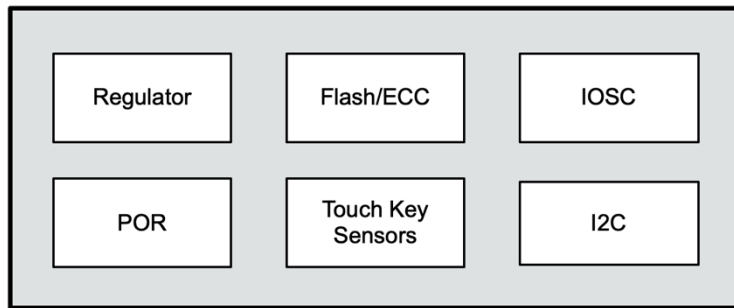 Regulator
Flash/ECC
IOSC
POR
Touch Key
Sensors
I2C